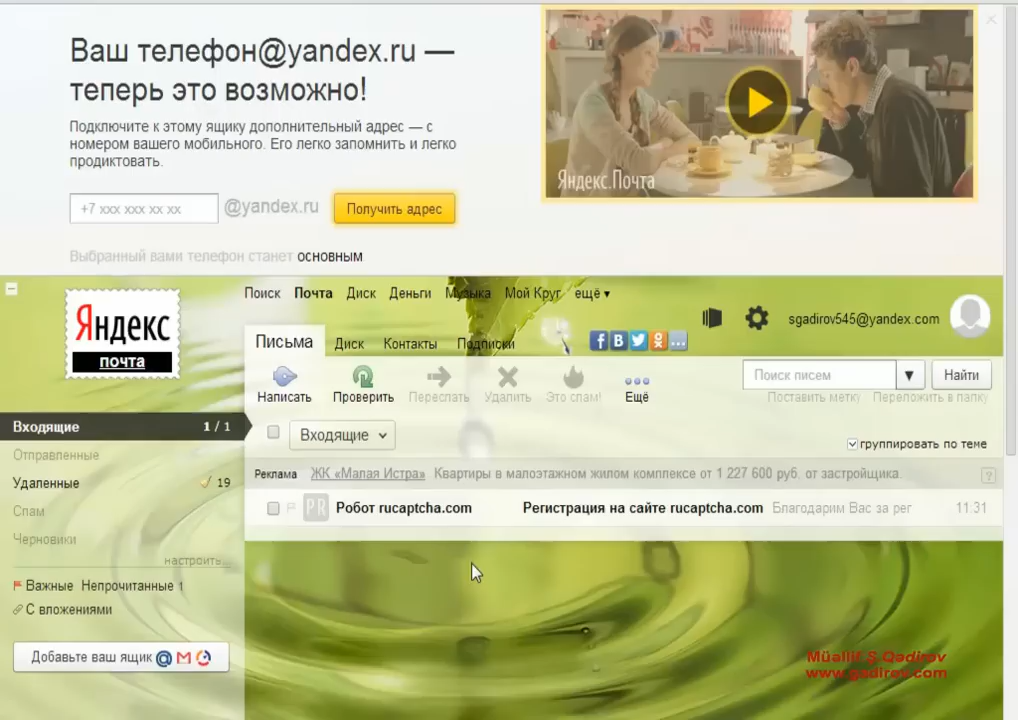 Ваш телефон@yandex.ru —
теперь это возможно!
Подключите к этому ящику дополнительный адрес — с
номером вашего мобильного. Его легко запомнить и легко
продиктовать.
Яндекс.Почта
+7 xxx xxx xx xx @yandex.ru Получить адрес
Выбранный вами телефон станет основным
Яндекс
почта
Поиск Почта Диск Деньги Музыка Мой Круг ещё
sgadirov545@yandex.com
Письма Диск Контакты Подписки
Написать Проверить Переслать Удалить Это спам! Ещё
Поиск писем Найти
Поставить метку Переложить в папку
Входящие 1 / 1
Отправленные
Удаленные 19
Спам
Черновики
настроить...
Важные Непрочитанные 1
С вложениями
Добавьте ваш ящик
Входящие
группировать по теме
Реклама ЖК «Малая Истра» Квартиры в малоэтажном жилом комплексе от 1 227 600 руб. от застройщика. ?
PR Робот rucaptcha.com Регистрация на сайте rucaptcha.com Благодарим Вас за рег 11:31
Müəllif Ş.Qədirov
www.gadirov.com